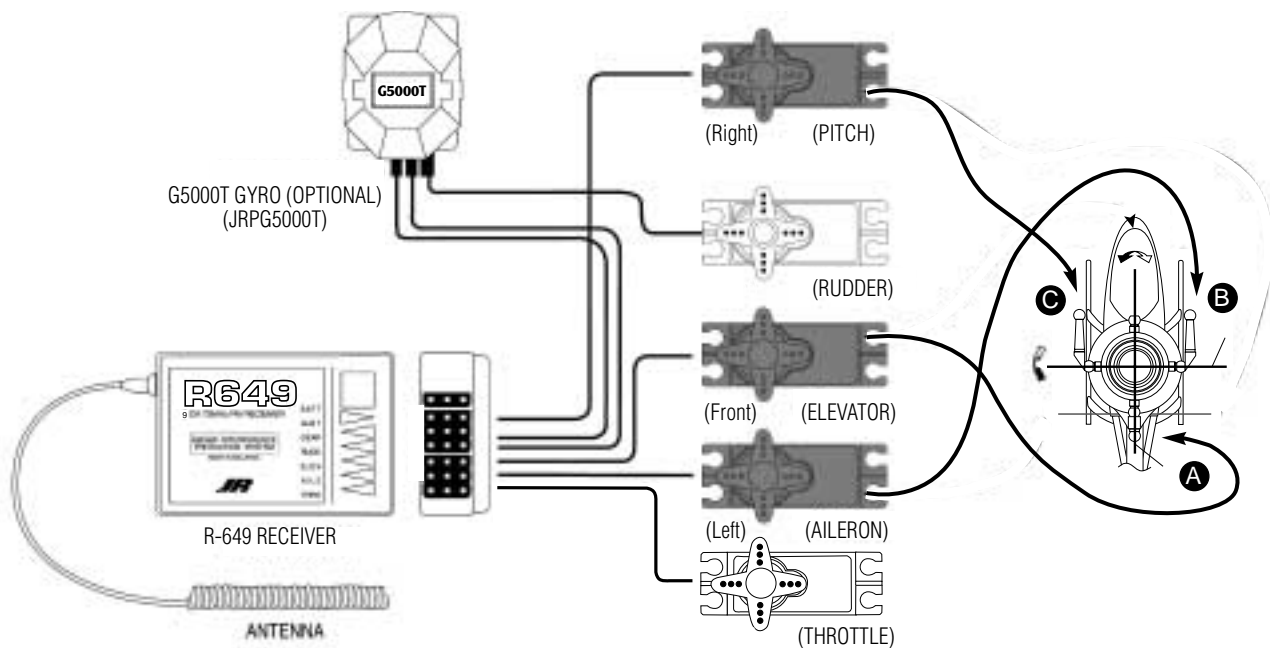 G5000T
G5000T GYRO (OPTIONAL)
(JRPG5000T)
(Right) (PITCH)
(RUDDER)
C
B
(Front) (ELEVATOR)
A
(Left) (AILERON)
(THROTTLE)
R649
JR
R-649 RECEIVER
ANTENNA